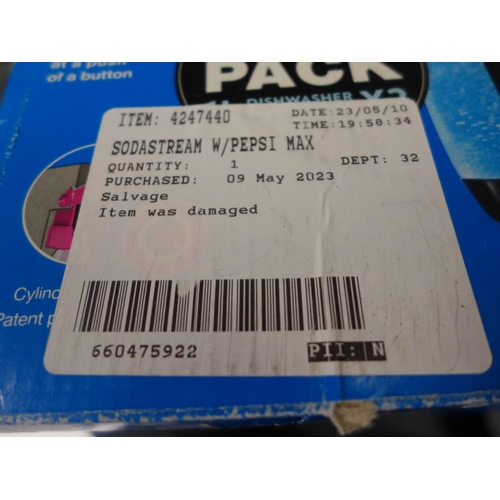 at a push
of a button
PACK
DISHWASHER X2
ITEM: 4247440
DATE:23/05/10
TIME:19:58:34
SODASTREAM W/PEPSI MAX
QUANTITY: 1 DEPT: 32
PURCHASED: 09 May 2023
Salvage
Item was damaged
Cylind
Patent p
660475922
PII: N